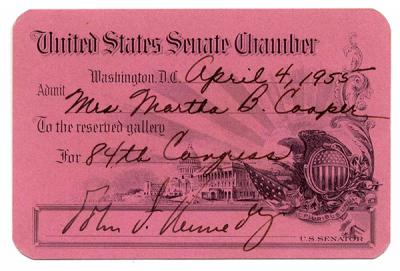 United States Senate Chamber
Washington, D.C. April 4, 1955
Admit Mrs. Martha B. Cooper
To the reserved gallery
For 84th Congress
PLURIBUS
John F. Kennedy
U.S. SENATOR